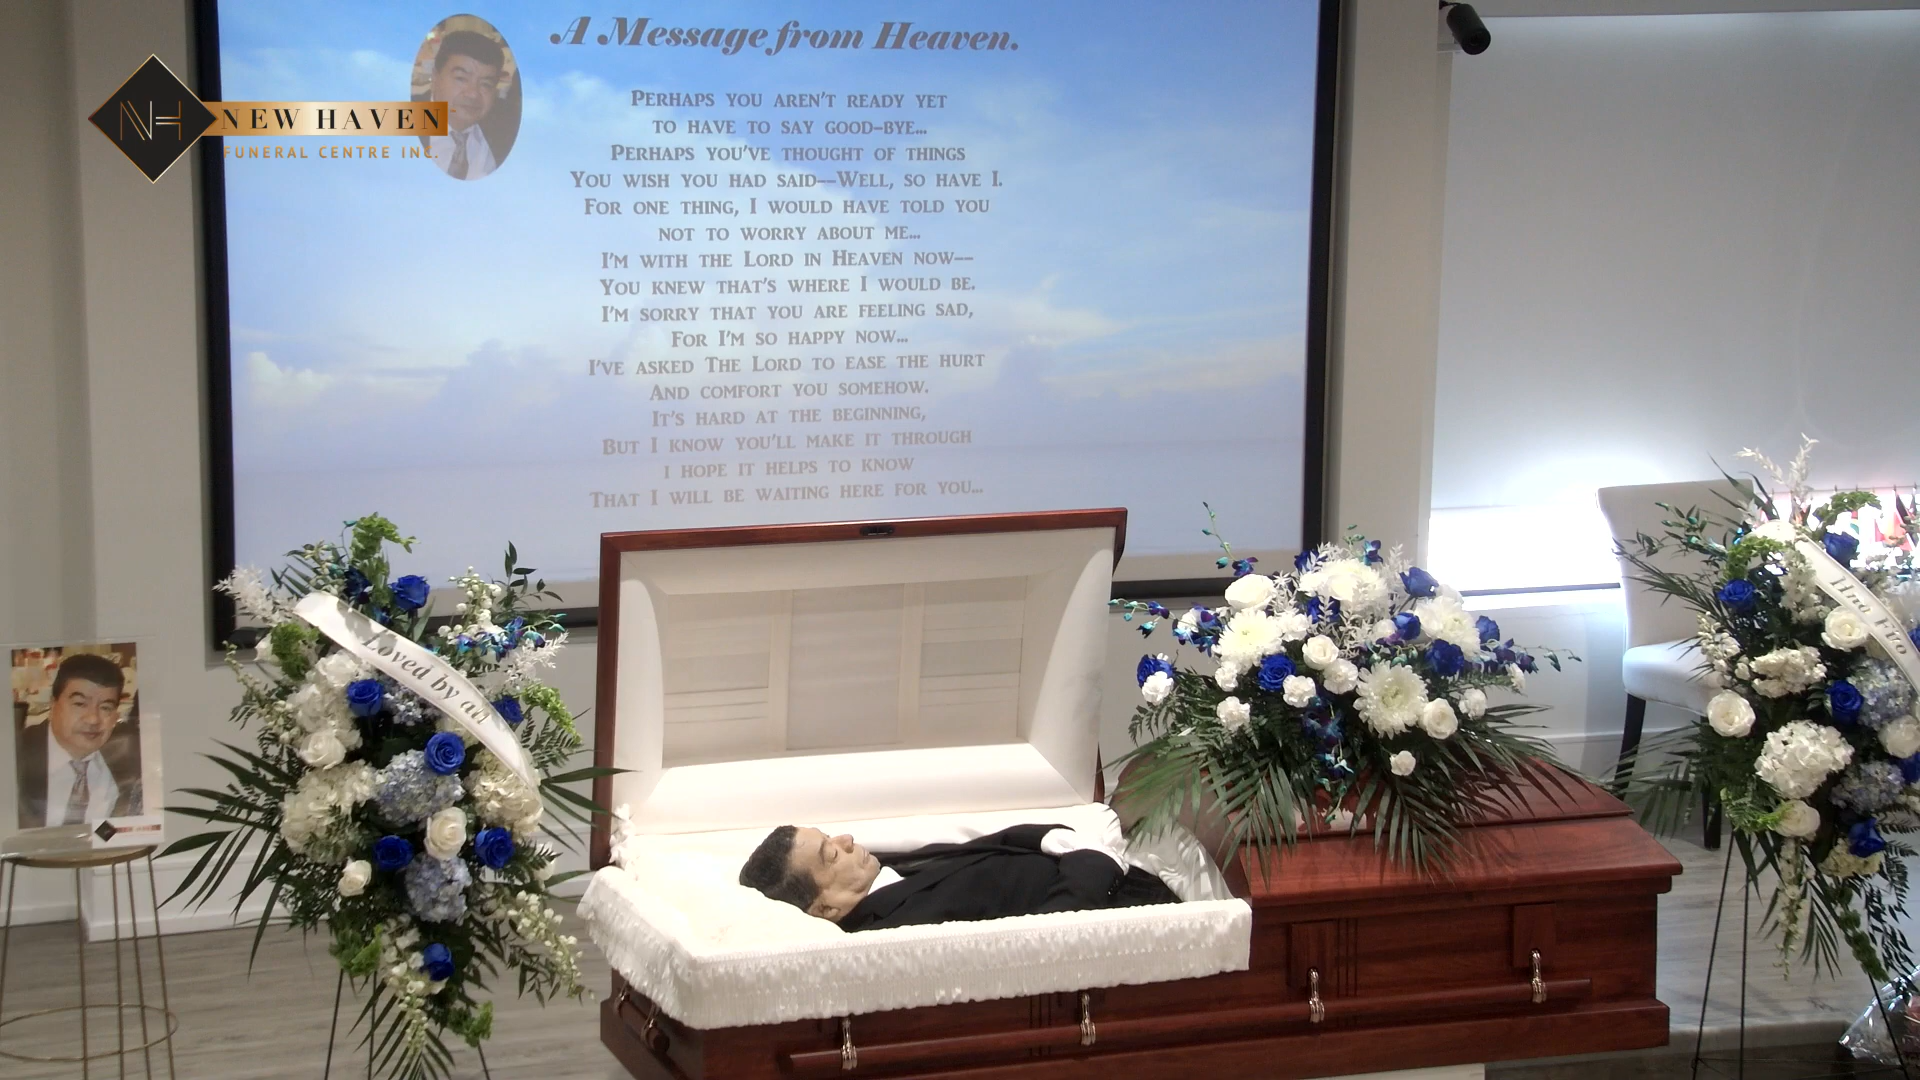 A Message from Heaven.
NH
NEW HAVEN
FUNERAL CENTRE INC.
PERHAPS YOU AREN'T READY YET
TO HAVE TO SAY GOOD-BYE...
PERHAPS YOU'VE THOUGHT OF THINGS
YOU WISH YOU HAD SAID--WELL, SO HAVE I.
FOR ONE THING, I WOULD HAVE TOLD YOU
NOT TO WORRY ABOUT ME...
I'M WITH THE LORD IN HEAVEN NOW--
YOU KNEW THAT'S WHERE I WOULD BE.
I'M SORRY THAT YOU ARE FEELING SAD,
FOR I'M SO HAPPY NOW...
I'VE ASKED THE LORD TO EASE THE HURT
AND COMFORT YOU SOMEHOW.
IT'S HARD AT THE BEGINNING,
BUT I KNOW YOU'LL MAKE IT THROUGH
I HOPE IT HELPS TO KNOW
THAT I WILL BE WAITING HERE FOR YOU...
Loved by all
Hno Fito